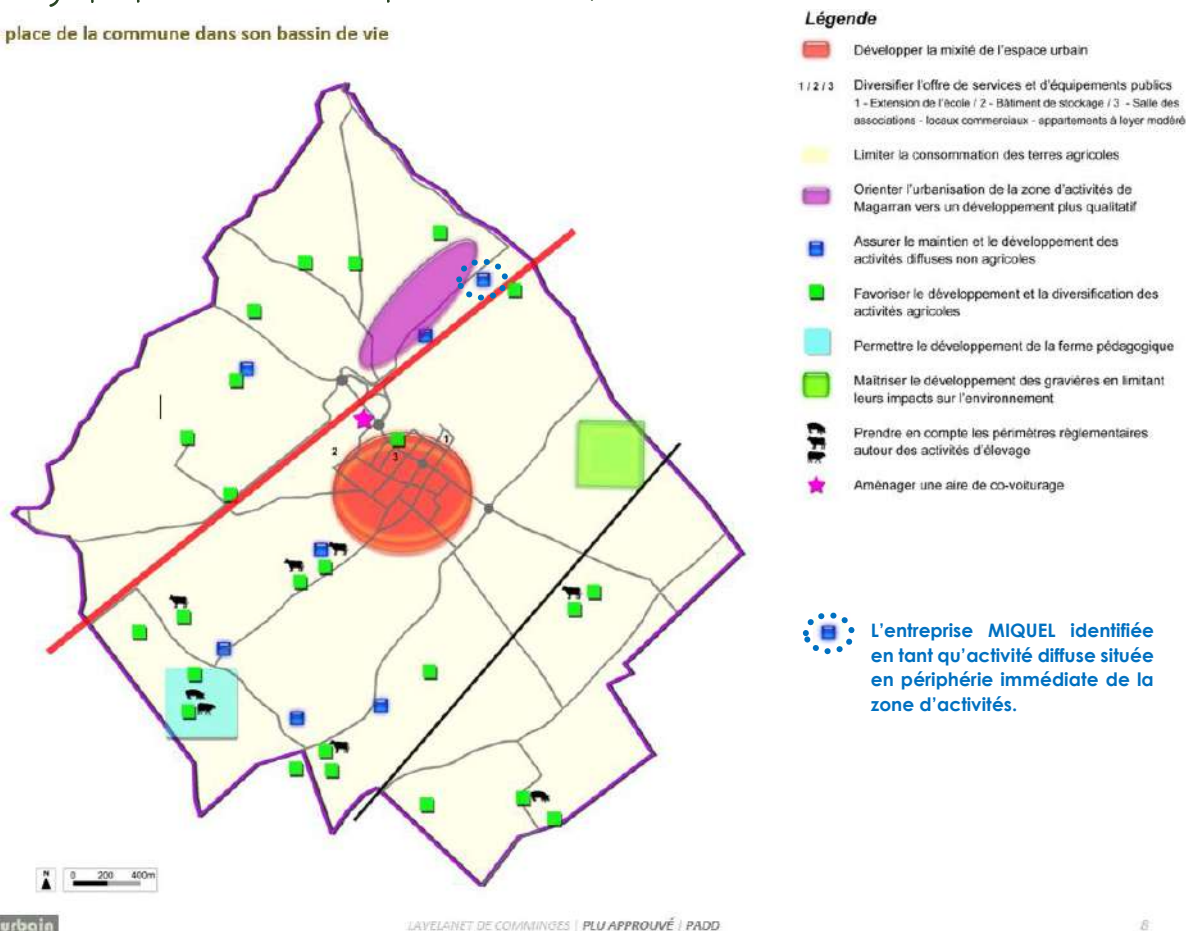 place de la commune dans son bassin de vie
Légende
Développer la mixité de l'espace urbain
1 / 2 / 3 Diversifier l'offre de services et d'équipements publics
1 - Extension de l'école / 2 - Bâtiment de stockage / 3 - Salle des
associations - locaux commerciaux - appartements à loyer modéré
Limiter la consommation des terres agricoles
Orienter l'urbanisation de la zone d'activités de
Magarran vers un développement plus qualitatif
Assurer le maintien et le développement des
activités diffuses non agricoles
Favoriser le développement et la diversification des
activités agricoles
Permettre le développement de la ferme pédagogique
Maîtriser le développement des gravières en limitant
leurs impacts sur l'environnement
Prendre en compte les périmètres règlementaires
autour des activités d'élevage
Aménager une aire de co-voiturage
1
2
3
L'entreprise MIQUEL identifiée
en tant qu'activité diffuse située
en périphérie immédiate de la
zone d'activités.
N
0 200 400m
urbain
LAVELANET DE COMMINGES | PLU APPROUVÉ | PADD
8